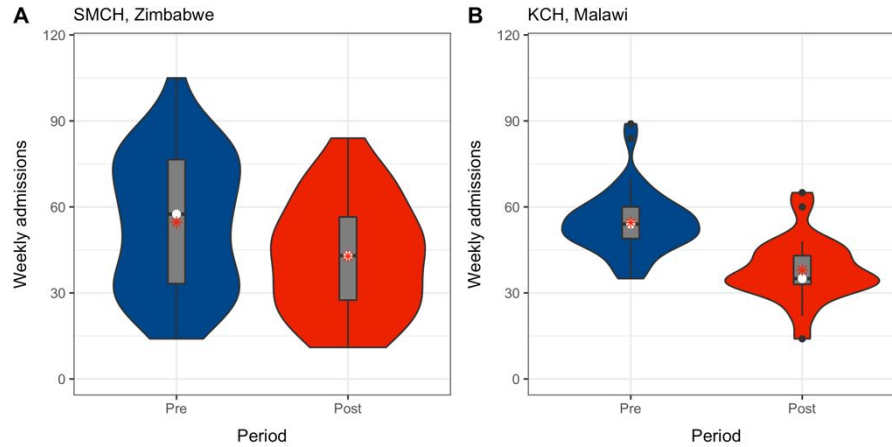 A SMCH, Zimbabwe
Weekly admissions
120
90
60
30
0
Pre Post
Period
B KCH, Malawi
Weekly admissions
120
90
60
30
0
Pre Post
Period